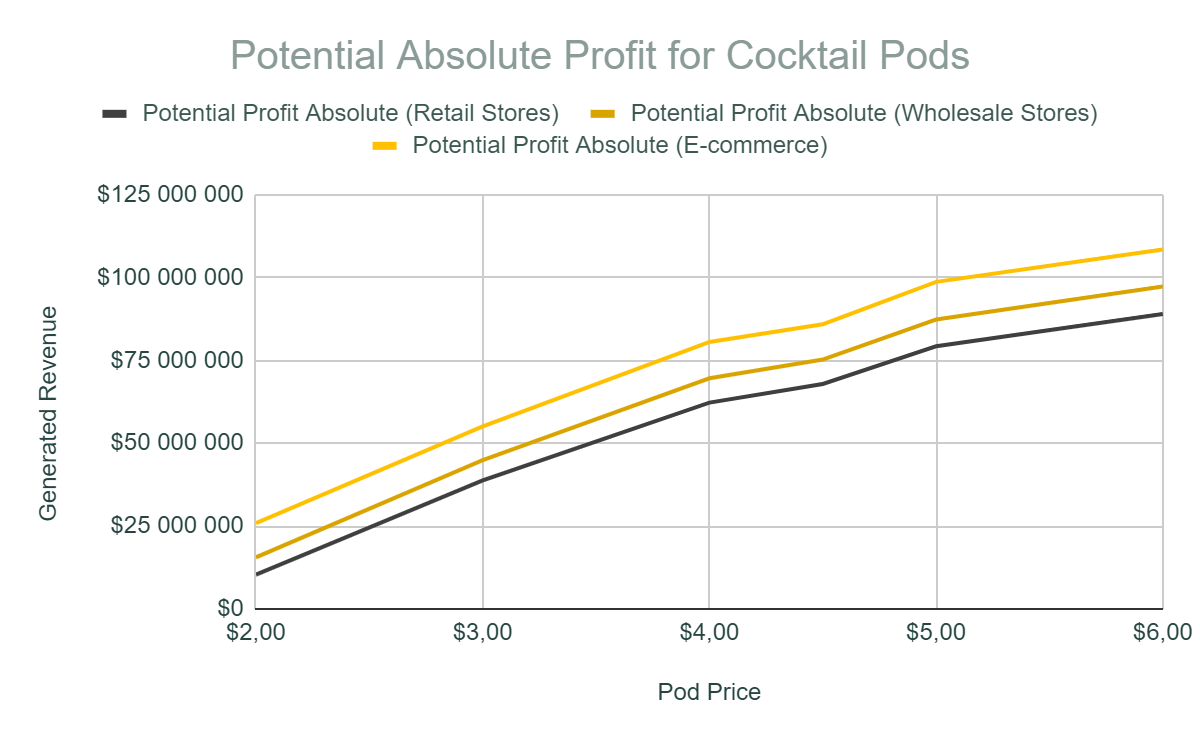 Potential Absolute Profit for Cocktail Pods
Potential Profit Absolute (Retail Stores)
Potential Profit Absolute (Wholesale Stores)
Potential Profit Absolute (E-commerce)
Generated Revenue
$125 000 000
$100 000 000
$75 000 000
$50 000 000
$25 000 000
$0
$2,00
$3,00
$4,00
$5,00
$6,00
Pod Price